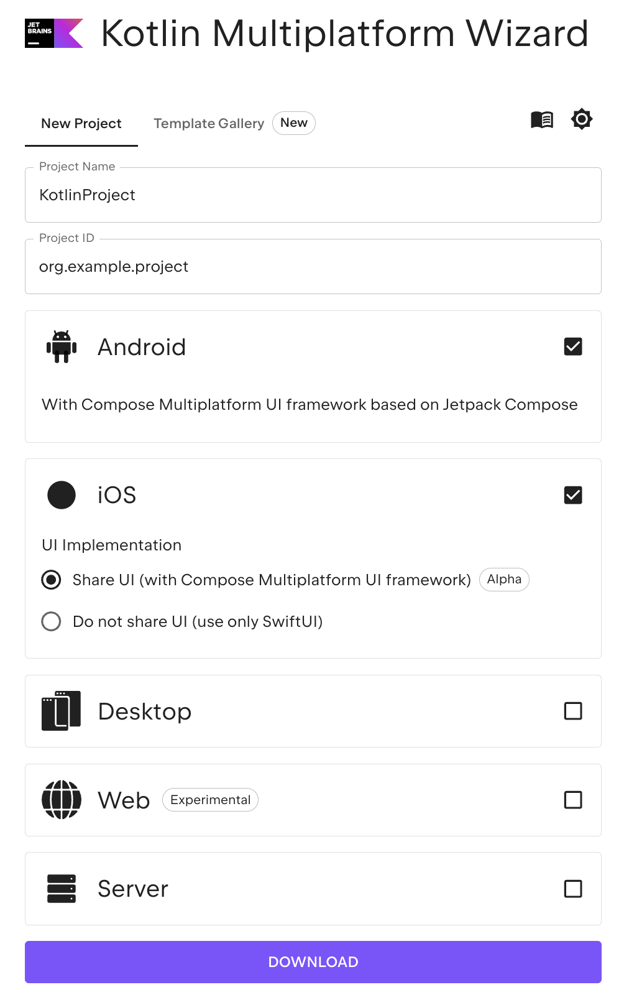 JET
BRAINS
Kotlin Multiplatform Wizard
New Project
Template Gallery
New
Project Name
KotlinProject
Project ID
org.example.project
Android
With Compose Multiplatform UI framework based on Jetpack Compose
iOS
UI Implementation
Share UI (with Compose Multiplatform UI framework)
Alpha
Do not share UI (use only SwiftUI)
Desktop
Web
Experimental
Server
DOWNLOAD